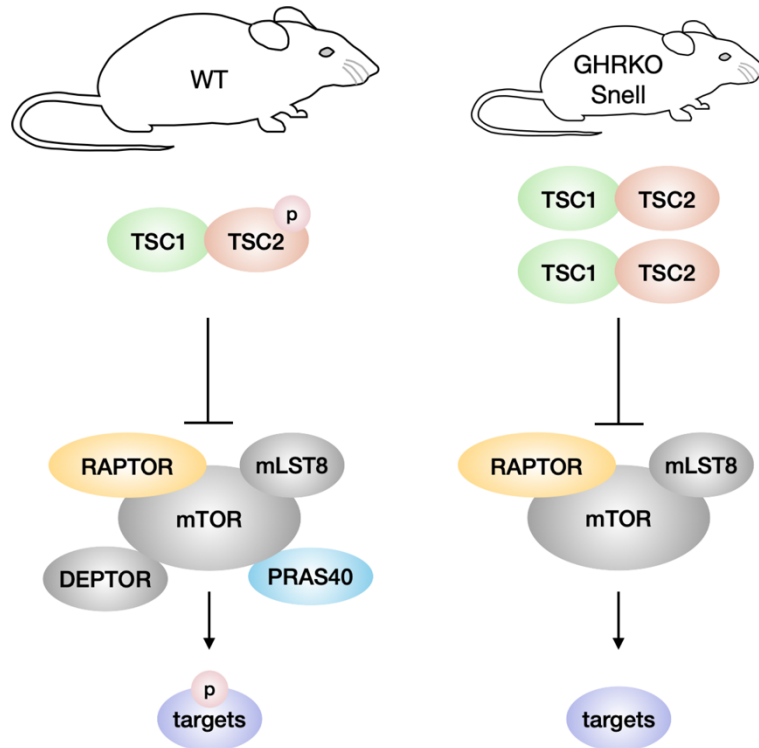 WT
GHRKO
Snell
p
TSC1
TSC2
TSC1
TSC2
TSC1
TSC2
RAPTOR
mLST8
mTOR
DEPTOR
PRAS40
RAPTOR
mLST8
mTOR
p
targets
targets